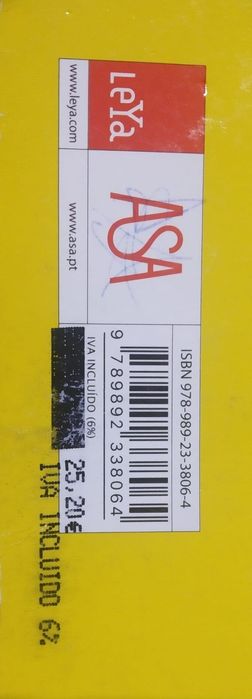 LeYa
www.leya.com
ASA
www.asa.pt
ISBN 978-989-23-3806-4
9 789892 338064
IVA INCLUÍDO (6%)
25,20€
IVA INCLUIDO 6%